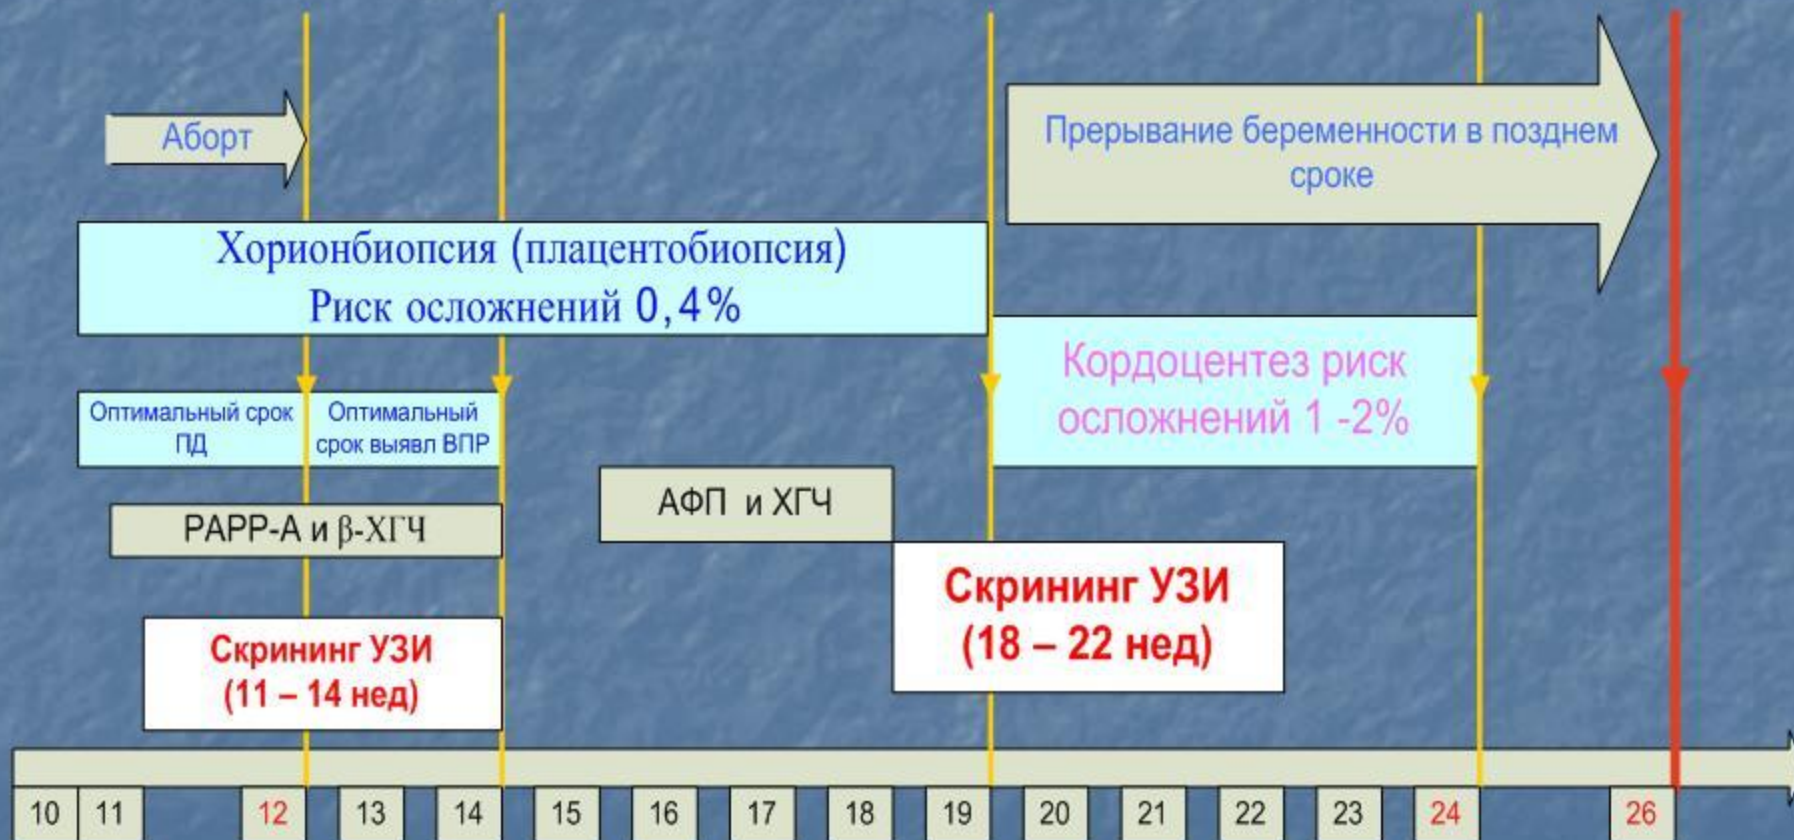 Аборт
Прерывание беременности в позднем
сроке
Хорионбиопсия (плацентобиопсия)
Риск осложнений 0,4%
Кордоцентез риск
осложнений 1 -2%
Оптимальный срок
ПД
Оптимальный
срок выявл ВПР
АФП и ХГЧ
PAPP-A и β-ХГЧ
Скрининг УЗИ
(18 – 22 нед)
Скрининг УЗИ
(11 – 14 нед)
10 11 12 13 14 15 16 17 18 19 20 21 22 23 24 26